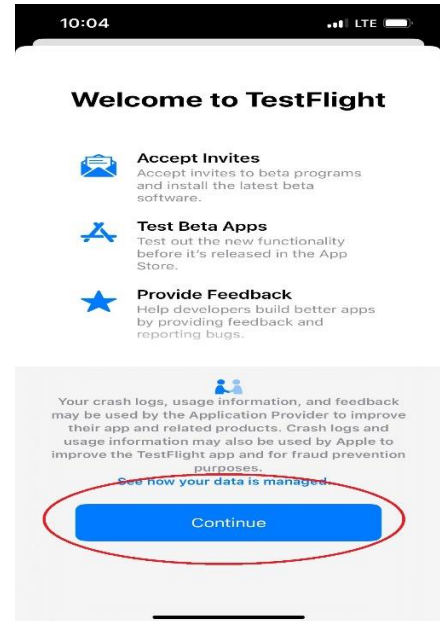 10:04 LTE
Welcome to TestFlight
Accept Invites
Accept invites to beta programs
and install the latest beta
software.
Test Beta Apps
Test out the new functionality
before it's released in the App
Store.
Provide Feedback
Help developers build better apps
by providing feedback and
reporting bugs.
Your crash logs, usage information, and feedback
may be used by the Application Provider to improve
their app and related products. Crash logs and
usage information may also be used by Apple to
improve the TestFlight app and for fraud prevention
purposes.
See how your data is managed.
Continue